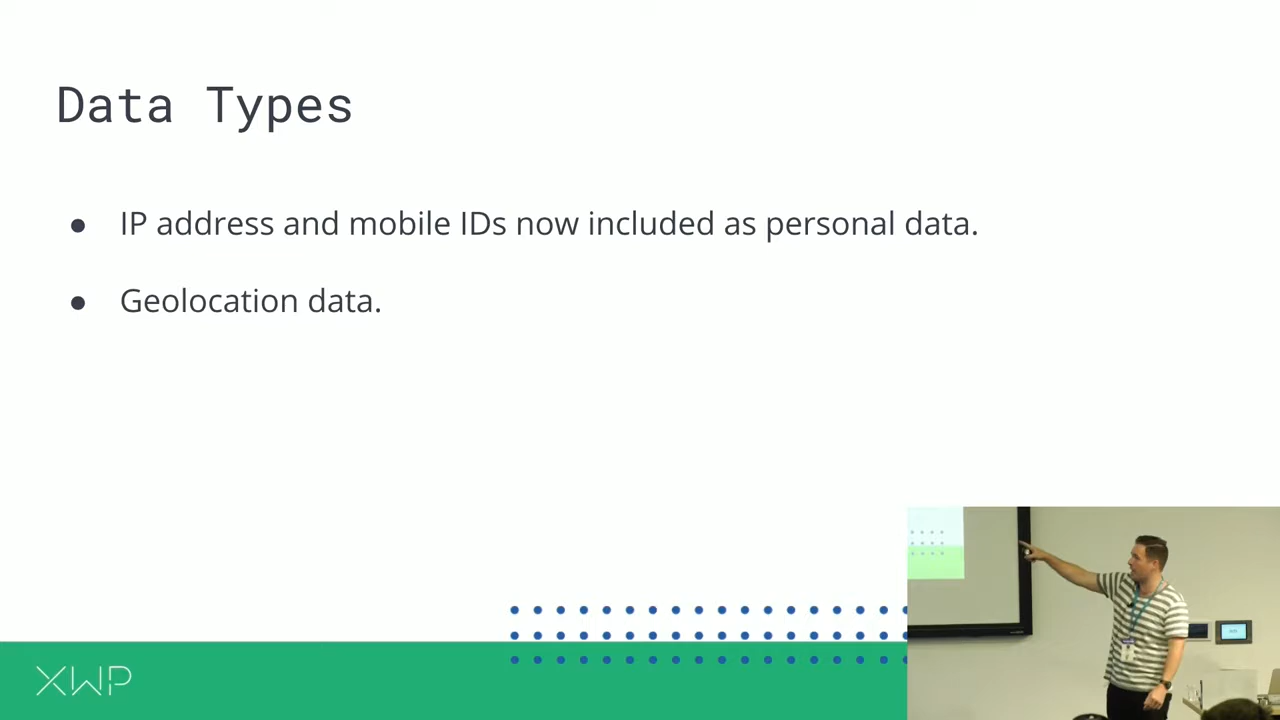 Data Types
● IP address and mobile IDs now included as personal data.
● Geolocation data.
XWP